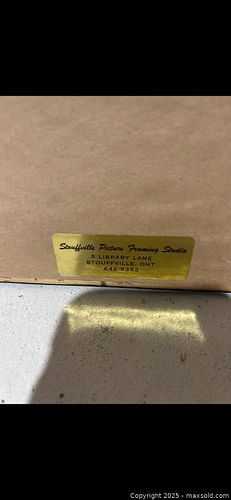 Stouffville Picture Framing Studio
5 LIBRARY LANE
STOUFFVILLE, ONT.
642-5352
Copyright © 2025 - maxsold.com